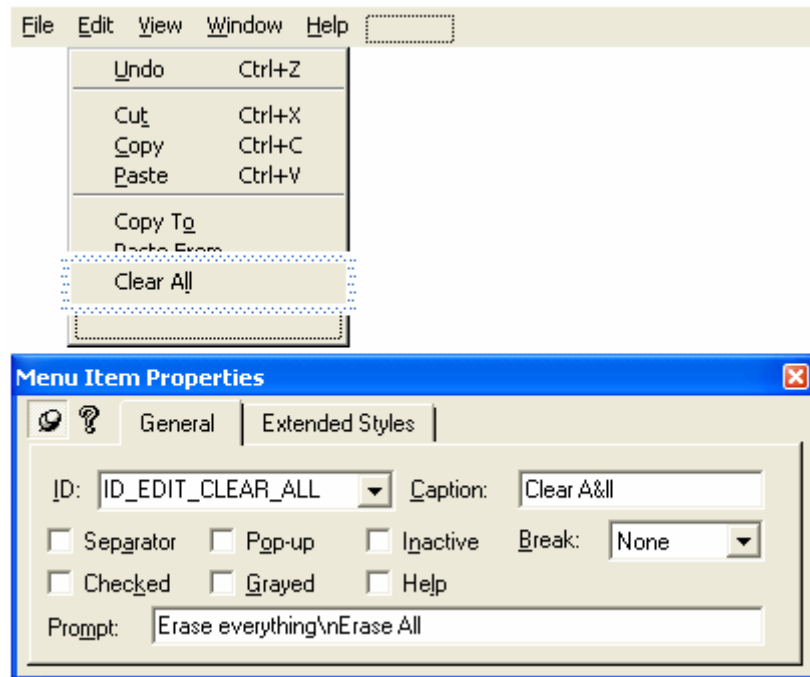 File Edit View Window Help
Undo Ctrl+Z
Cut Ctrl+X
Copy Ctrl+C
Paste Ctrl+V
Copy To
Paste From
Clear All
Menu Item Properties
General Extended Styles
ID: ID_EDIT_CLEAR_ALL Caption: Clear A&ll
Separator Pop-up Inactive Break: None
Checked Grayed Help
Prompt: Erase everything\nErase All